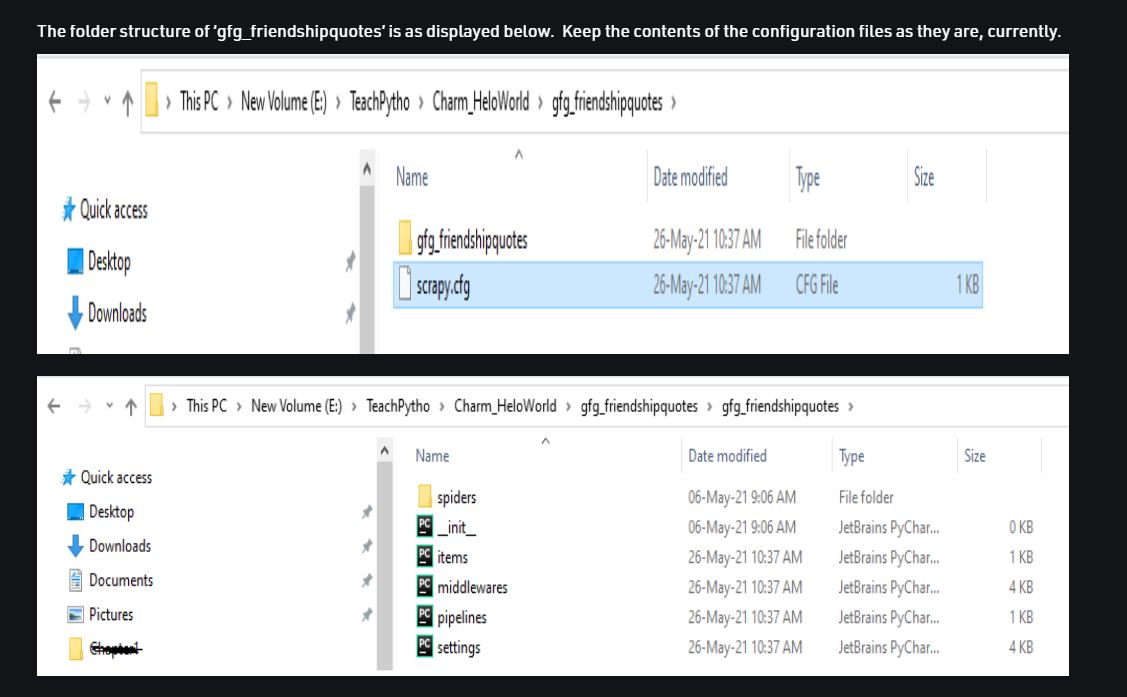 The folder structure of ‘gfg_friendshipquotes’ is as displayed below.  Keep the contents of the configuration files as they are, currently.
This PC > New Volume (E:) > TeachPytho > Charm_HeloWorld > gfg_friendshipquotes >
Name Date modified Type Size
Quick access
gfg_friendshipquotes 26-May-21 10:37 AM File folder
Desktop
scrapy.cfg 26-May-21 10:37 AM CFG File 1 KB
Downloads
This PC > New Volume (E:) > TeachPytho > Charm_HeloWorld > gfg_friendshipquotes > gfg_friendshipquotes >
Name Date modified Type Size
Quick access
spiders 06-May-21 9:06 AM File folder
Desktop
PC __init__ 06-May-21 9:06 AM JetBrains PyChar... 0 KB
Downloads
PC items 26-May-21 10:37 AM JetBrains PyChar... 1 KB
Documents
PC middlewares 26-May-21 10:37 AM JetBrains PyChar... 4 KB
Pictures
PC pipelines 26-May-21 10:37 AM JetBrains PyChar... 1 KB
PC settings 26-May-21 10:37 AM JetBrains PyChar... 4 KB